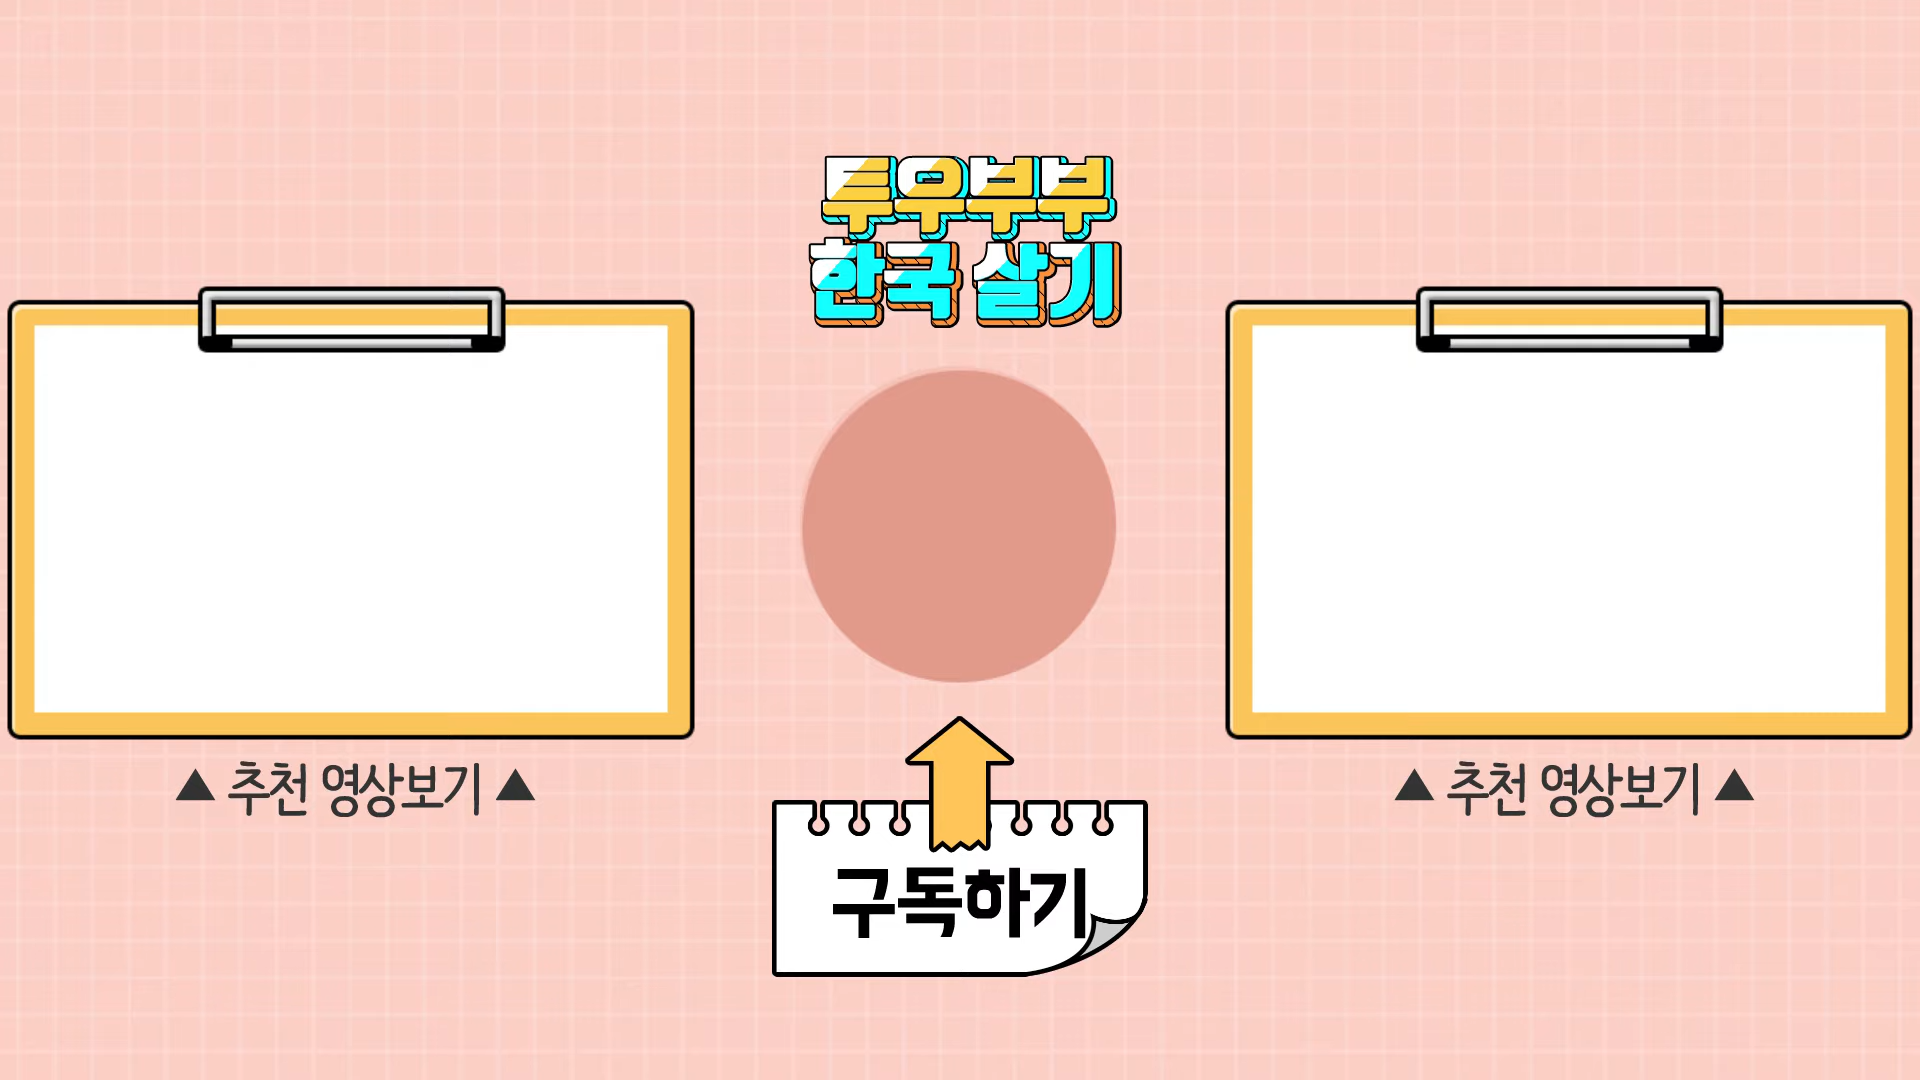 투우부부
한국 살기
▲ 추천 영상보기 ▲
▲ 추천 영상보기 ▲
구독하기